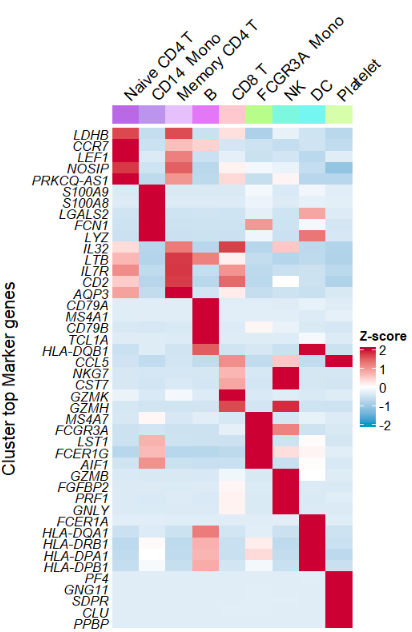 Naive CD4 T
CD14 Mono
Memory CD4 T
B
CD8 T
FCGR3A Mono
NK
DC
Platelet
Cluster top Marker genes
LDHB
CCR7
LEF1
NOSIP
PRKCQ-AS1
S100A9
S100A8
LGALS2
FCN1
LYZ
IL32
LTB
IL7R
CD2
AQP3
CD79A
MS4A1
CD79B
TCL1A
HLA-DQB1
CCL5
NKG7
CST7
GZMK
GZMH
MS4A7
FCGR3A
LST1
FCER1G
AIF1
GZMB
FGFBP2
PRF1
GNLY
FCER1A
HLA-DQA1
HLA-DRB1
HLA-DPA1
HLA-DPB1
PF4
GNG11
SDPR
CLU
PPBP
Z-score
2
1
0
-1
-2